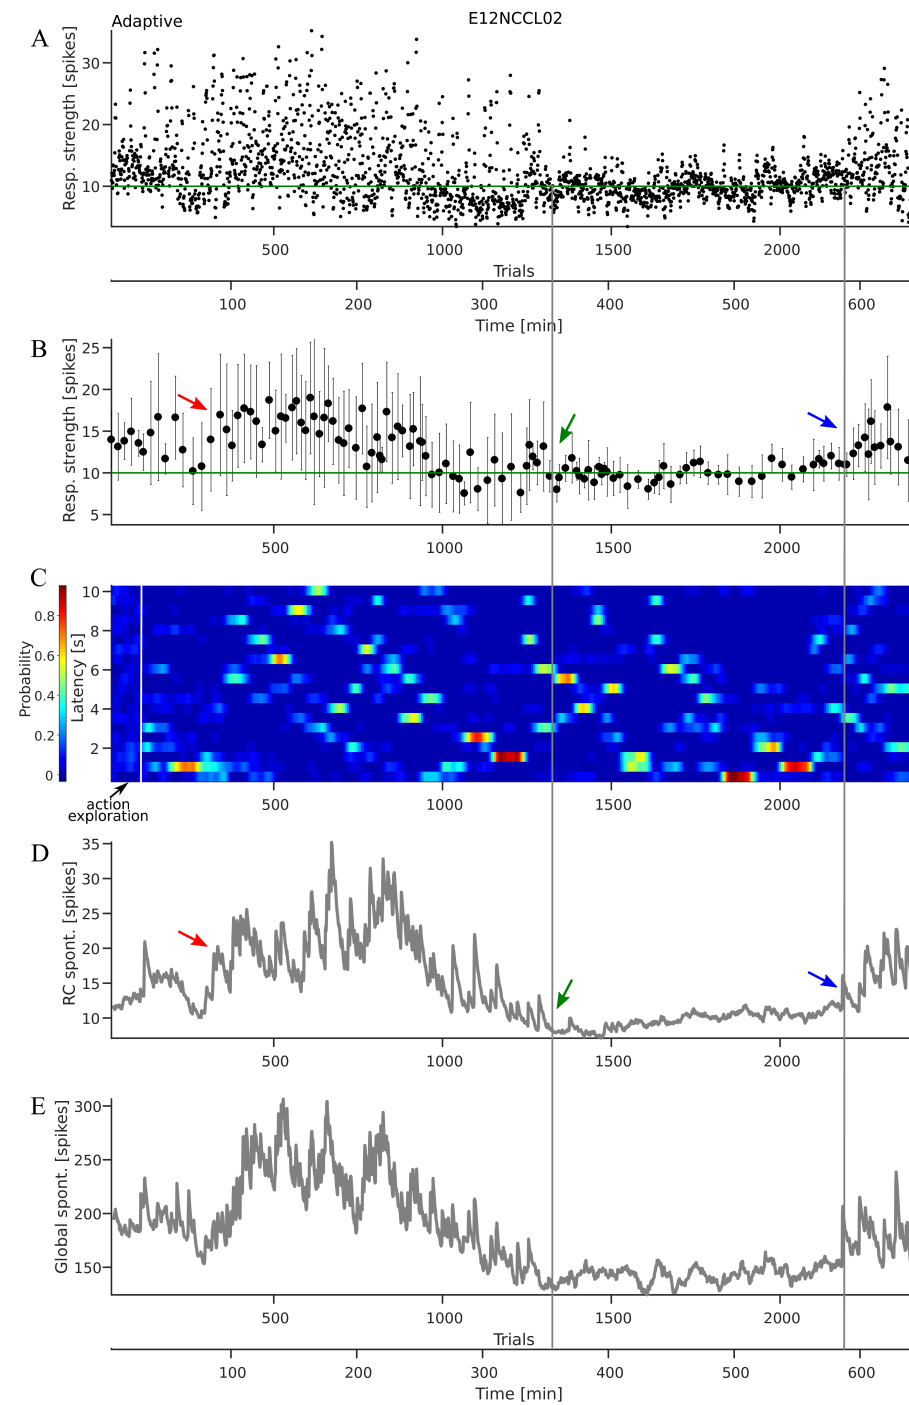 Adaptive
E12NCCL02
A
Resp. strength [spikes]
30
20
10
500 1000 1500 2000
Trials
100 200 300 400 500 600
Time [min]
B
Resp. strength [spikes]
25
20
15
10
5
500 1000 1500 2000
C
Probability
0.8
0.6
0.4
0.2
0
Latency [s]
10
8
6
4
2
action
exploration
500 1000 1500 2000
D
RC spont. [spikes]
35
30
25
20
15
10
500 1000 1500 2000
E
Global spont. [spikes]
300
250
200
150
500 1000 1500 2000
Trials
100 200 300 400 500 600
Time [min]